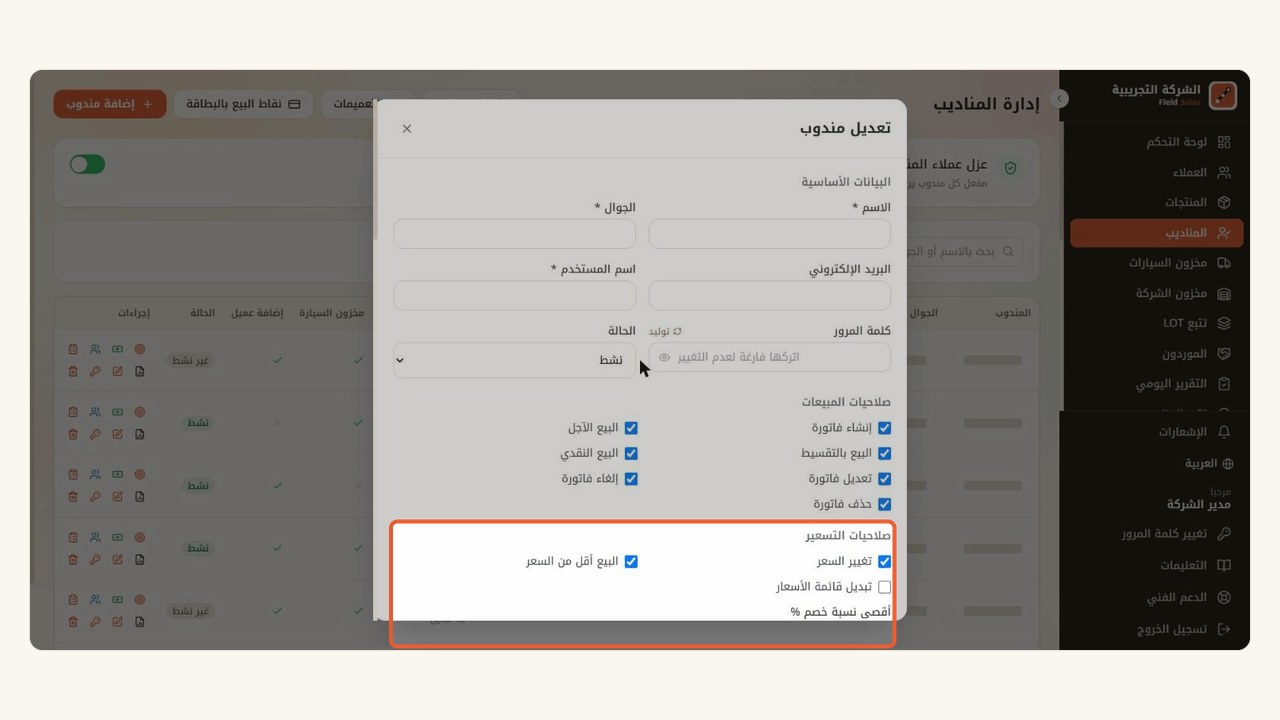 الشركة التجريبية
Field Sales
لوحة التحكم
العملاء
المنتجات
المناديب
مخزون السيارات
مخزون الشركة
تتبع LOT
الموردون
التقرير اليومي
الإشعارات
العربية
مرحباً
مدير الشركة
تغيير كلمة المرور
التعليمات
الدعم الفني
تسجيل الخروج
إدارة المناديب
نقاط البيع بالبطاقة
+ إضافة مندوب
عزل عملاء
مفعل كل مندوب
بحث بالاسم أو
المندوب
الجوال
مخزون السيارة
إضافة عميل
الحالة
إجراءات
غير نشط
نشط
نشط
نشط
غير نشط
تعديل مندوب
البيانات الأساسية
الاسم *
الجوال *
البريد الإلكتروني
اسم المستخدم *
كلمة المرور
توليد
الحالة
اتركها فارغة لعدم التغيير
نشط
صلاحيات المبيعات
إنشاء فاتورة
البيع الآجل
البيع بالتقسيط
البيع النقدي
تعديل فاتورة
إلغاء فاتورة
حذف فاتورة
صلاحيات التسعير
تغيير السعر
البيع أقل من السعر
تبديل قائمة الأسعار
أقصى نسبة خصم %